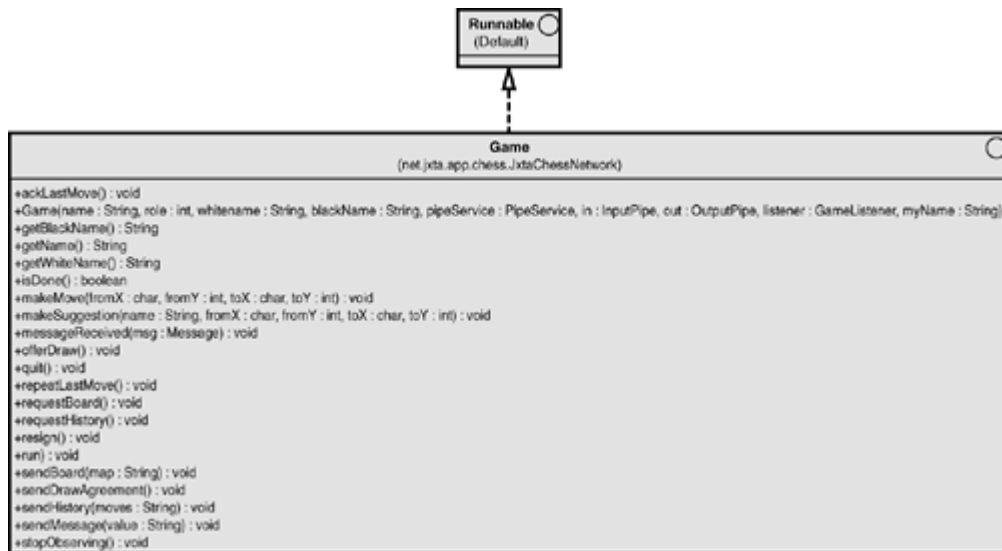 Runnable
(Default)
Game
(net.jxta.app.chess.JxtaChessNetwork)
+ackLastMove() : void
+Game(name : String, role : int, whitename : String, blackName : String, pipeService : PipeService, in : InputPipe, out : OutputPipe, listener : GameListener, myName : String)
+getBlackName() : String
+getName() : String
+getWhiteName() : String
+isDone() : boolean
+makeMove(fromX : char, fromY : int, toX : char, toY : int) : void
+makeSuggestion(name : String, fromX : char, fromY : int, toX : char, toY : int) : void
+messageReceived(msg : Message) : void
+offerDraw() : void
+quit() : void
+repeatLastMove() : void
+requestBoard() : void
+requestHistory() : void
+resign() : void
+run() : void
+sendBoard(map : String) : void
+sendDrawAgreement() : void
+sendHistory(moves : String) : void
+sendMessage(value : String) : void
+stopObserving() : void